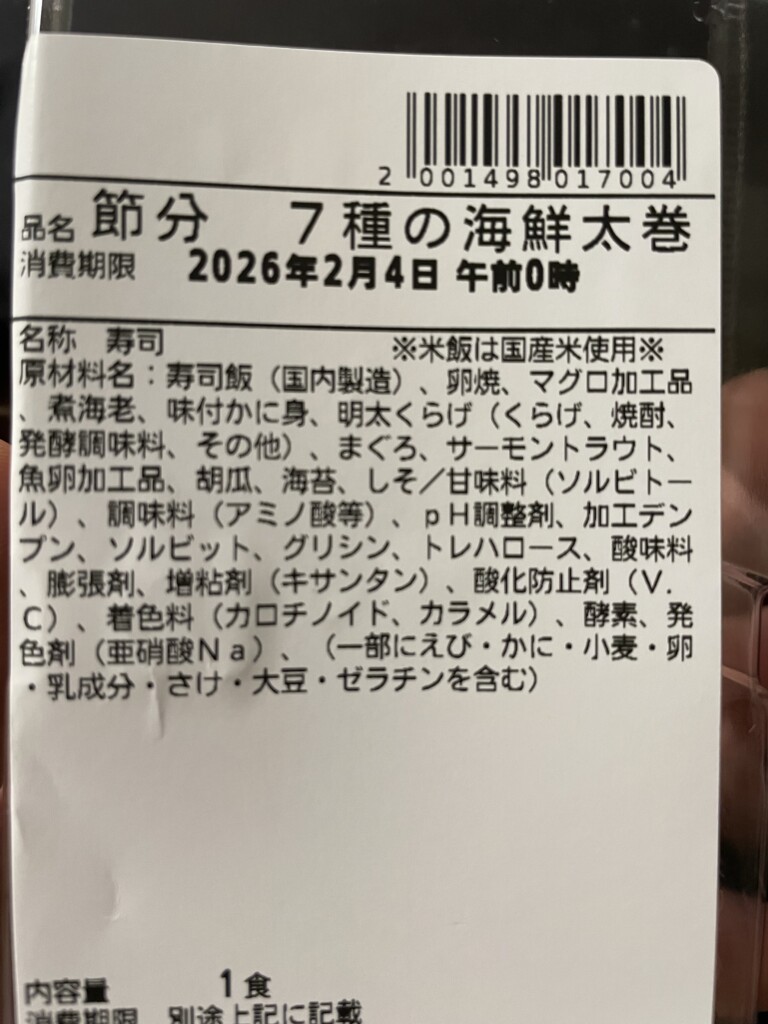 2 001498 017004
品名 節分 7種の海鮮太巻
消費期限 2026年2月4日 午前0時
名称 寿司 ※米飯は国産米使用※
原材料名：寿司飯（国内製造）、卵焼、マグロ加工品
、煮海老、味付かに身、明太くらげ（くらげ、焼酎、
発酵調味料、その他）、まぐろ、サーモントラウト、
魚卵加工品、胡瓜、海苔、しそ／甘味料（ソルビトー
ル）、調味料（アミノ酸等）、ｐＨ調整剤、加工デン
プン、ソルビット、グリシン、トレハロース、酸味料
、膨張剤、増粘剤（キサンタン）、酸化防止剤（Ｖ．
Ｃ）、着色料（カロチノイド、カラメル）、酵素、発
色剤（亜硝酸Ｎａ）、（一部にえび・かに・小麦・卵
・乳成分・さけ・大豆・ゼラチンを含む）
内容量 1食
消費期限 別途上記に記載